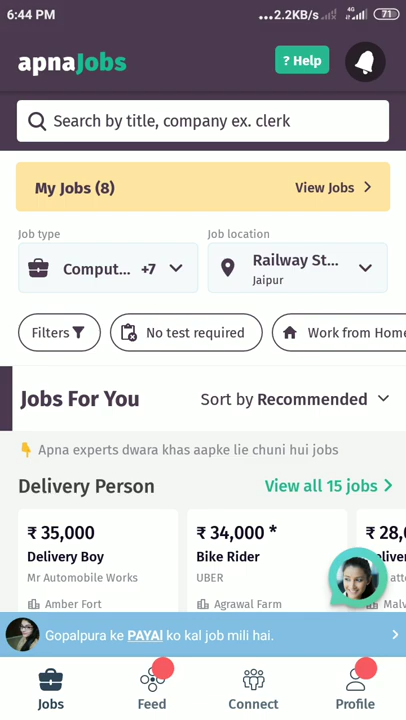 6:44 PM
...2.2KB/s 4G 71
apnaJobs
? Help
Search by title, company ex. clerk
My Jobs (8) View Jobs
Job type Job location
Comput... +7 Railway St...
Jaipur
Filters No test required Work from Home
Jobs For You Sort by Recommended
Apna experts dwara khas aapke lie chuni hui jobs
Delivery Person View all 15 jobs
₹ 35,000 ₹ 34,000 * ₹ 28,0
Delivery Boy Bike Rider
Mr Automobile Works UBER
Amber Fort Agrawal Farm Malv
Gopalpura ke PAYAl ko kal job mili hai.
Jobs Feed Connect Profile